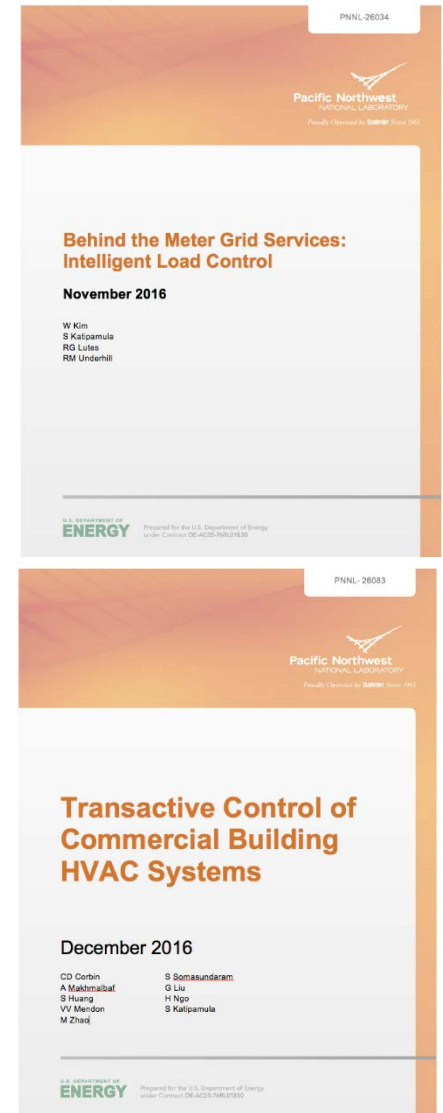 PNNL-26034
Pacific Northwest
NATIONAL LABORATORY
Proudly Operated by Battelle Since 1965
Behind the Meter Grid Services:
Intelligent Load Control
November 2016
W Kim
S Katipamula
RG Lutes
RM Underhill
U.S. DEPARTMENT OF
ENERGY
Prepared for the U.S. Department of Energy
under Contract DE-AC05-76RL01830
PNNL-26083
Pacific Northwest
NATIONAL LABORATORY
Proudly Operated by Battelle Since 1965
Transactive Control of
Commercial Building
HVAC Systems
December 2016
CD Corbin
A Makhmalbaf
S Huang
VV Mendon
M Zhao
S Somasundaram
G Liu
H Ngo
S Katipamula
U.S. DEPARTMENT OF
ENERGY
Prepared for the U.S. Department of Energy
under Contract DE-AC05-76RL01830